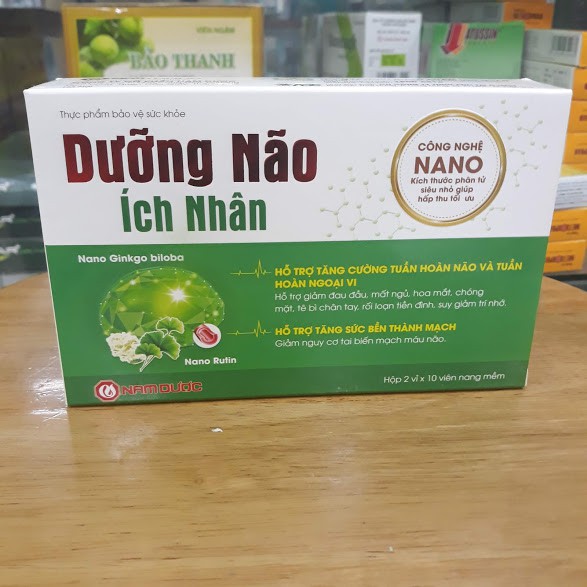 VIÊN NGẬM
BẢO THANH
Thực phẩm bảo vệ sức khỏe
Dưỡng Não
Ích Nhân
CÔNG NGHỆ
NANO
Kích thước phân tử
siêu nhỏ giúp
hấp thu tối ưu
Nano Ginkgo biloba
Nano Rutin
HỖ TRỢ TĂNG CƯỜNG TUẦN HOÀN NÃO VÀ TUẦN
HOÀN NGOẠI VI
Hỗ trợ giảm đau đầu, mất ngủ, hoa mắt, chóng
mặt, tê bì chân tay, rối loạn tiền đình, suy giảm trí nhớ.
HỖ TRỢ TĂNG SỨC BỀN THÀNH MẠCH
Giảm nguy cơ tai biến mạch máu não.
NAM DƯỢC
Hộp 2 vỉ x 10 viên nang mềm